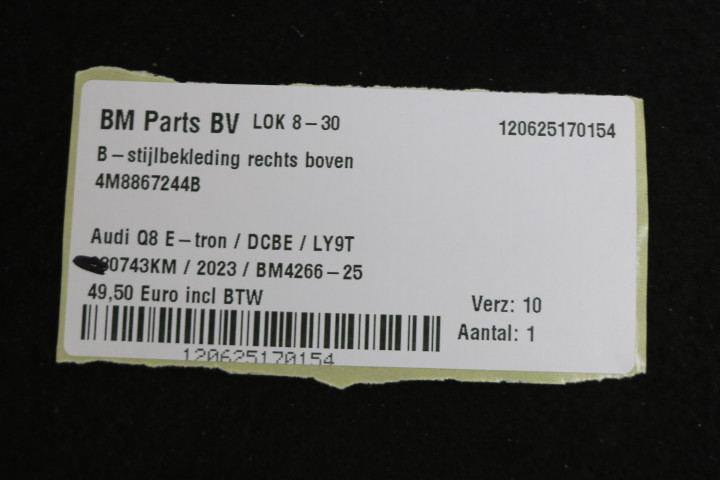 BM Parts BV LOK 8-30 120625170154
B-stijlbekleding rechts boven
4M8867244B
Audi Q8 E-tron / DCBE / LY9T
/ 2023 / BM4266-25
49,50 Euro incl BTW
Verz: 10
Aantal: 1
120625170154